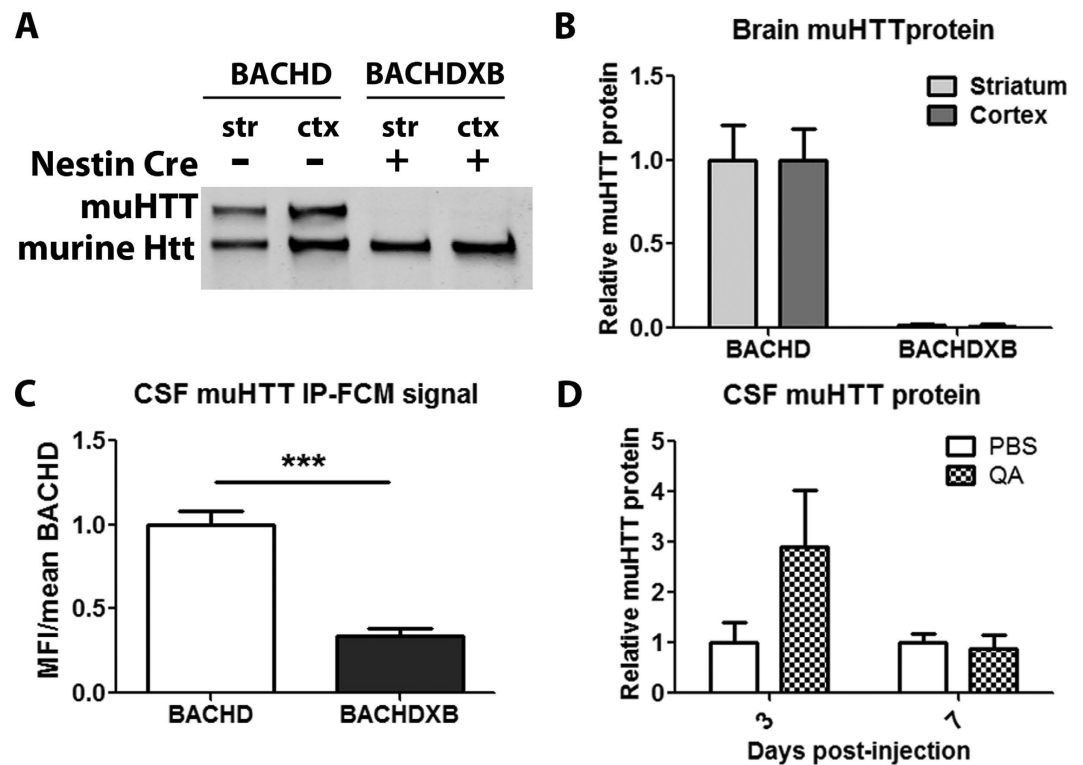 A
BACHD BACHDXB
str ctx str ctx
Nestin Cre - - + +
muHTT
murine Htt
B
Brain muHTTprotein
Relative muHTT protein
1.5
1.0
0.5
0.0
Striatum
Cortex
BACHD BACHDXB
C
CSF muHTT IP-FCM signal
MFI/mean BACHD
1.5
1.0
0.5
0.0
***
BACHD BACHDXB
D
CSF muHTT protein
Relative muHTT protein
5
4
3
2
1
0
PBS
QA
3 7
Days post-injection